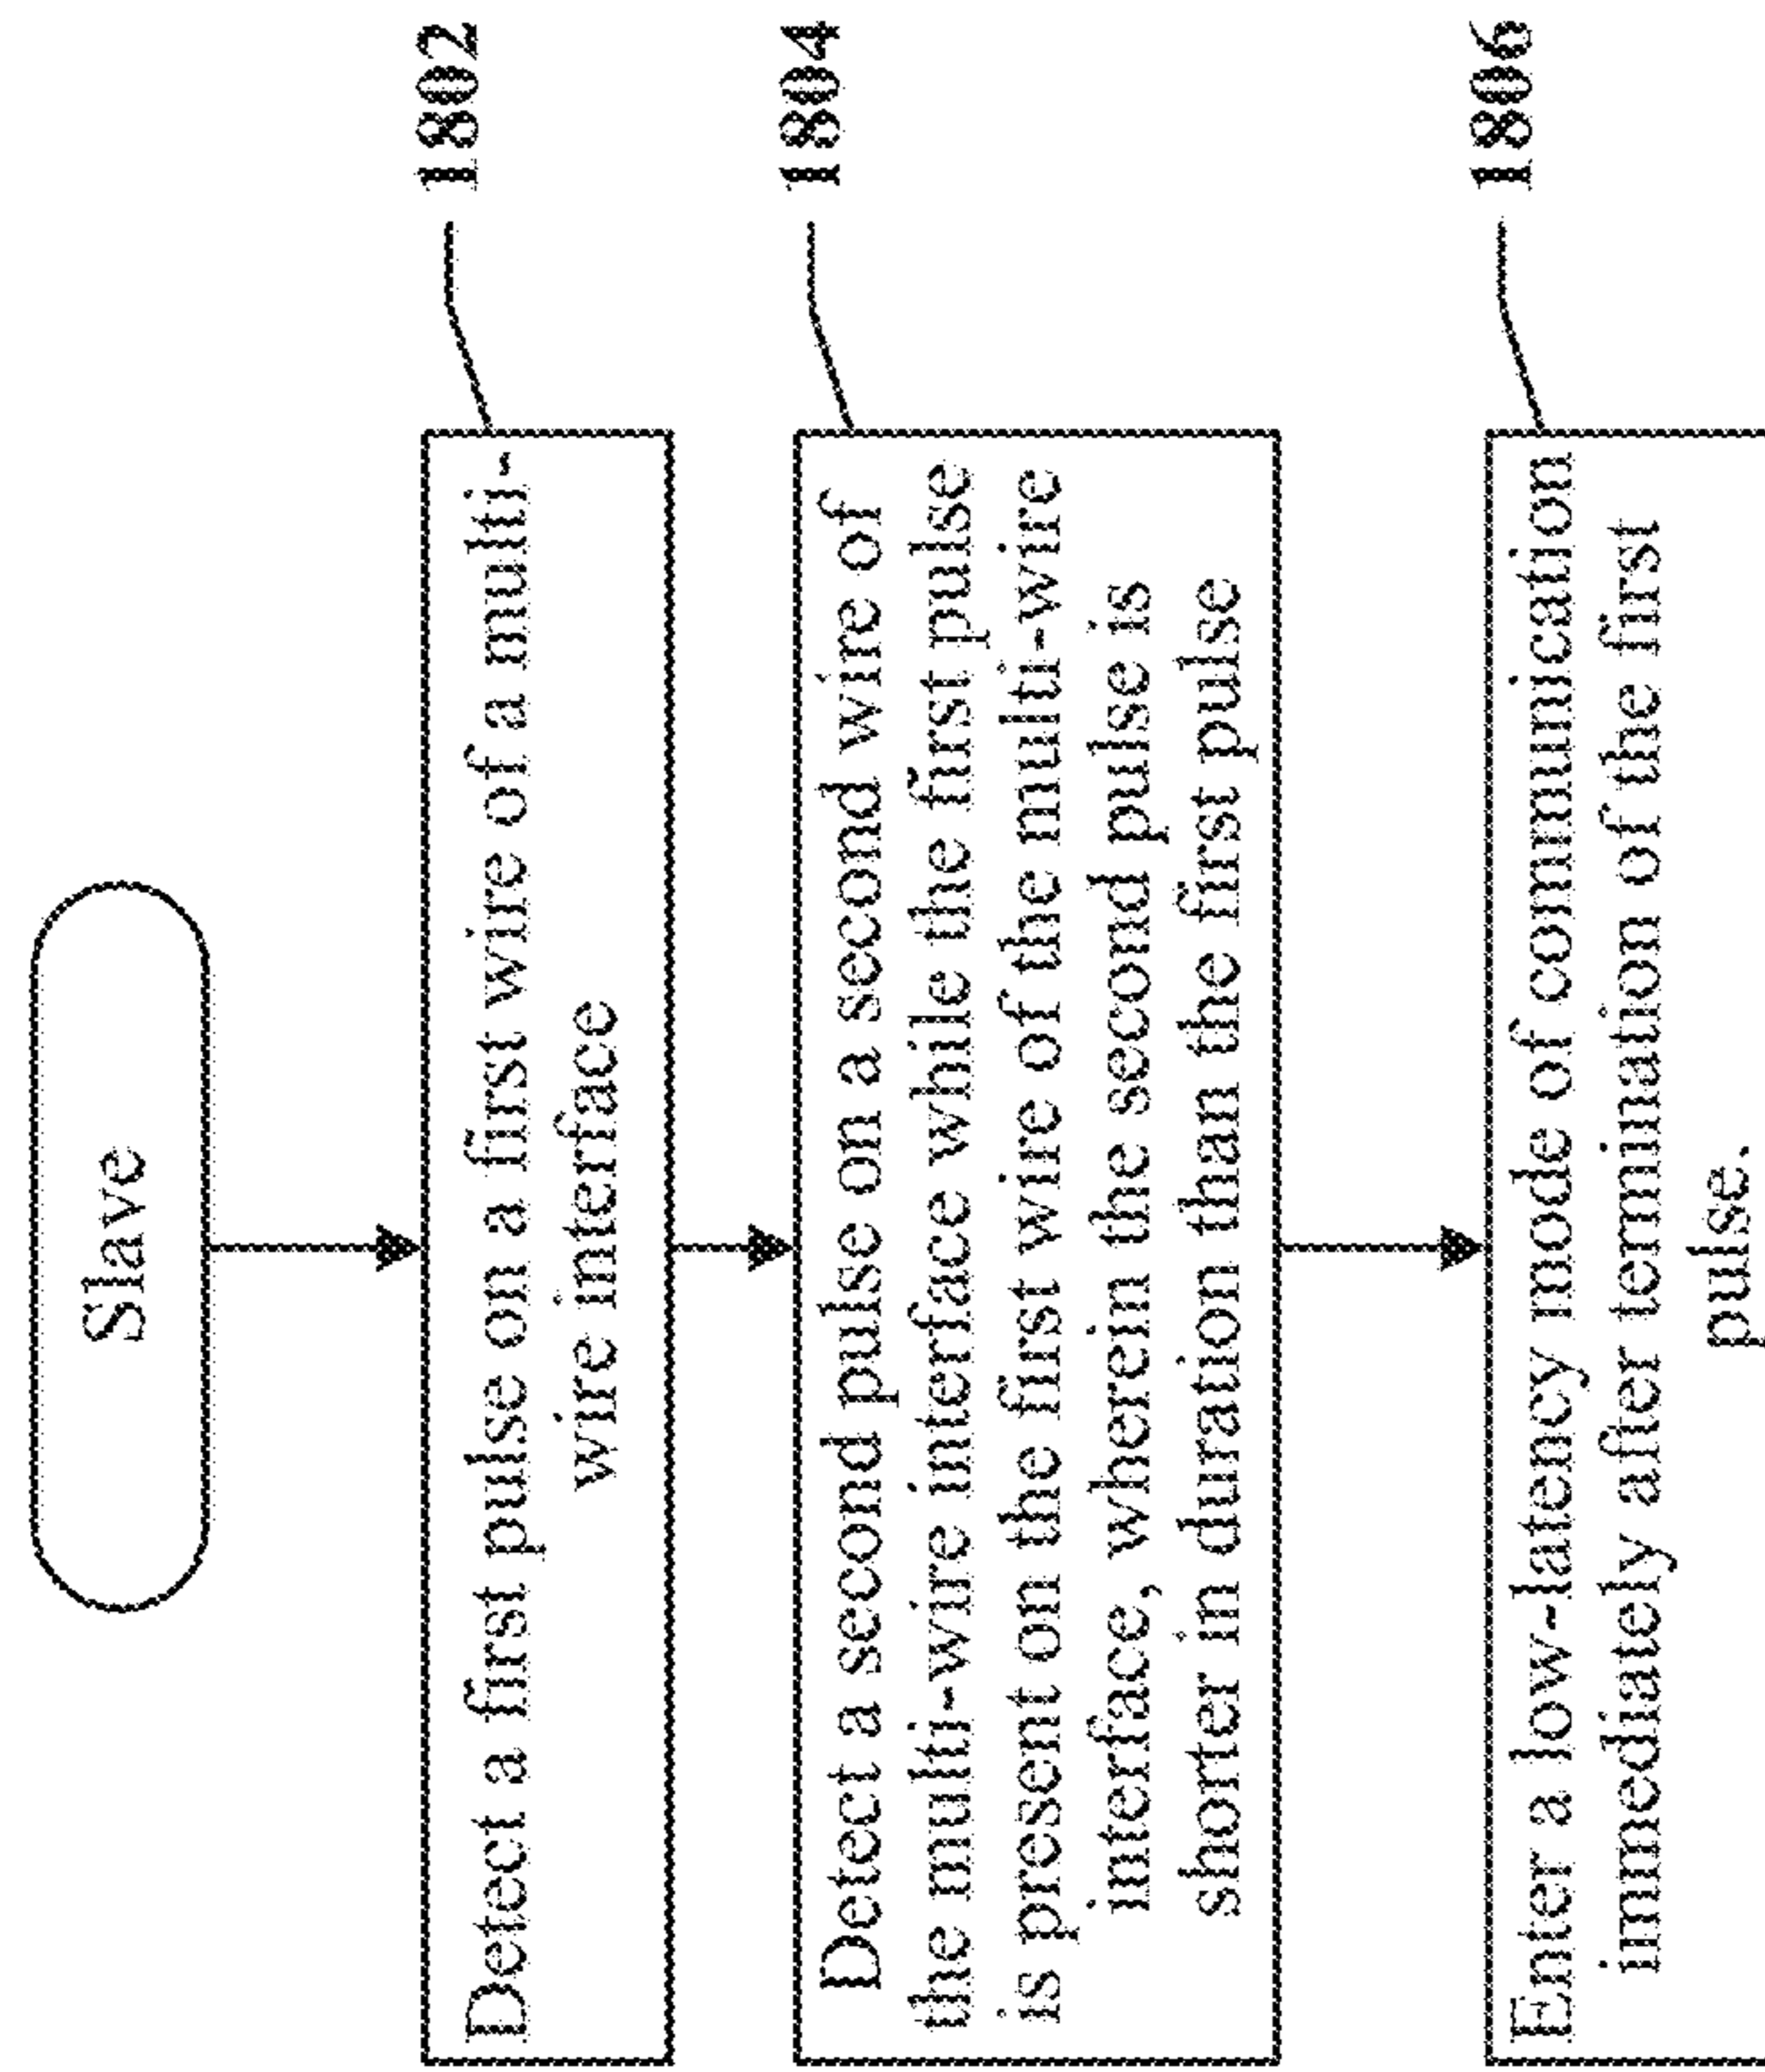 Slave
Detect a first pulse on a first wire of a multi-
wire interface
1802
Detect a second pulse on a second wire of
the multi-wire interface while the first pulse
is present on the first wire of the multi-wire
interface, wherein the second pulse is
shorter in duration than the first pulse
1804
Enter a low-latency mode of communication
immediately after termination of the first
pulse.
1806